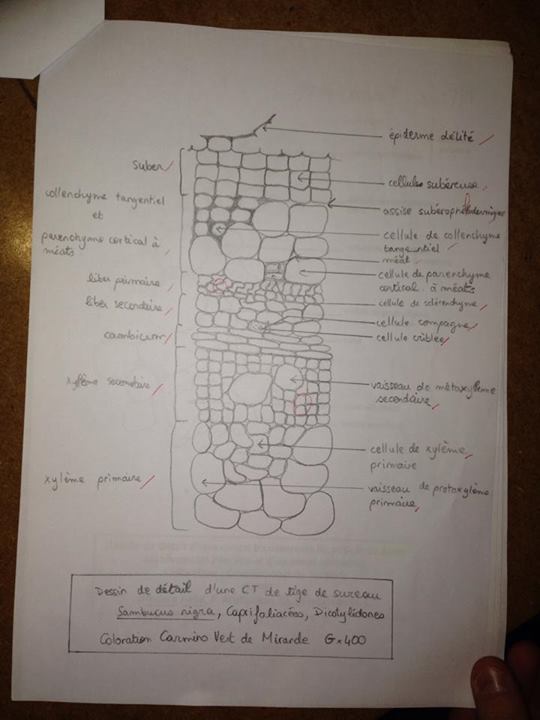 épiderme délité
suber
cellules subéreuse
collenchyme tangentiel
et
parenchyme cortical à
méats
assise subérophellodermique
cellule de collenchyme
tangentiel
méat
cellule de parenchyme
cortical à méats
liber primaire
liber secondaire
cellule de sclérenchyme
cellule compagne
cambium
cellule criblée
xylème secondaire
vaisseau de métaxylème
secondaire
cellule de xylème
primaire
xylème primaire
vaisseau de protoxylème
primaire
Dessin de détail d'une CT de tige de sureau
Sambucus nigra, Caprifoliacées, Dicotylédones
Coloration Carmino Vert de Mirande G×400